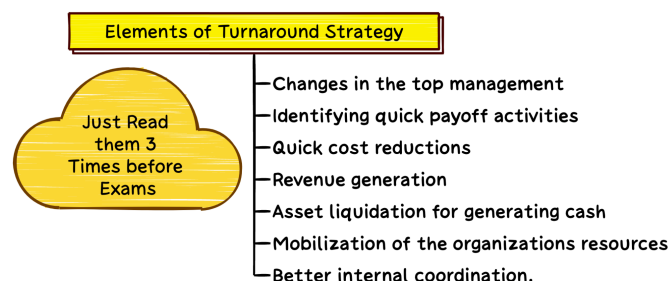 Elements of Turnaround Strategy
Just Read
them 3
Times before
Exams
Changes in the top management
Identifying quick payoff activities
Quick cost reductions
Revenue generation
Asset liquidation for generating cash
Mobilization of the organizations resources
Better internal coordination.